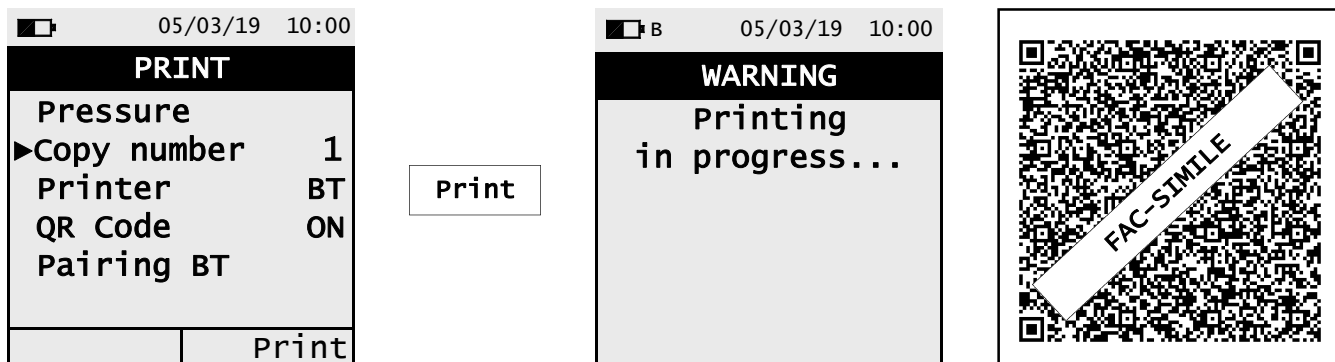 05/03/19 10:00
PRINT
Pressure
▶Copy number 1
Printer BT
QR Code ON
Pairing BT
Print
Print
B 05/03/19 10:00
WARNING
Printing
in progress...
FAC-SIMILE